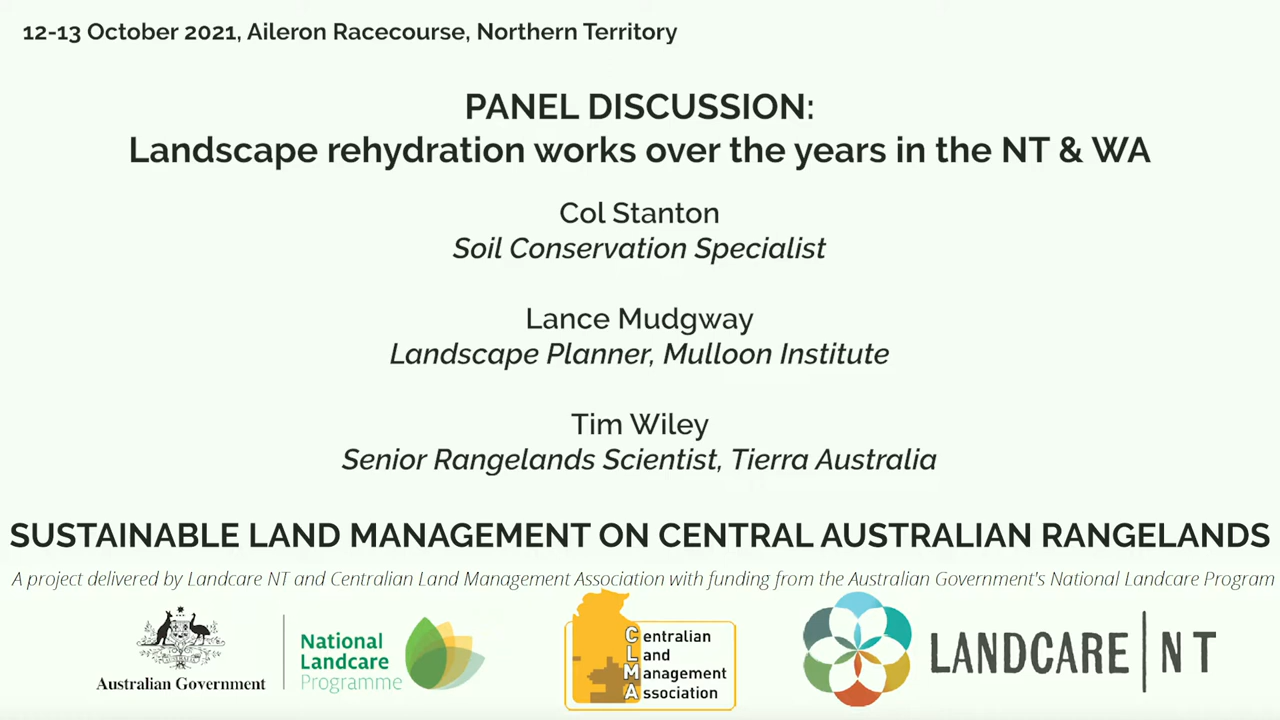 12-13 October 2021, Aileron Racecourse, Northern Territory
PANEL DISCUSSION:
Landscape rehydration works over the years in the NT & WA
Col Stanton
Soil Conservation Specialist
Lance Mudgway
Landscape Planner, Mulloon Institute
Tim Wiley
Senior Rangelands Scientist, Tierra Australia
SUSTAINABLE LAND MANAGEMENT ON CENTRAL AUSTRALIAN RANGELANDS
A project delivered by Landcare NT and Centralian Land Management Association with funding from the Australian Government's National Landcare Program
Australian Government
National
Landcare
Programme
Centralian
Land
Management
Association
LANDCARE | NT